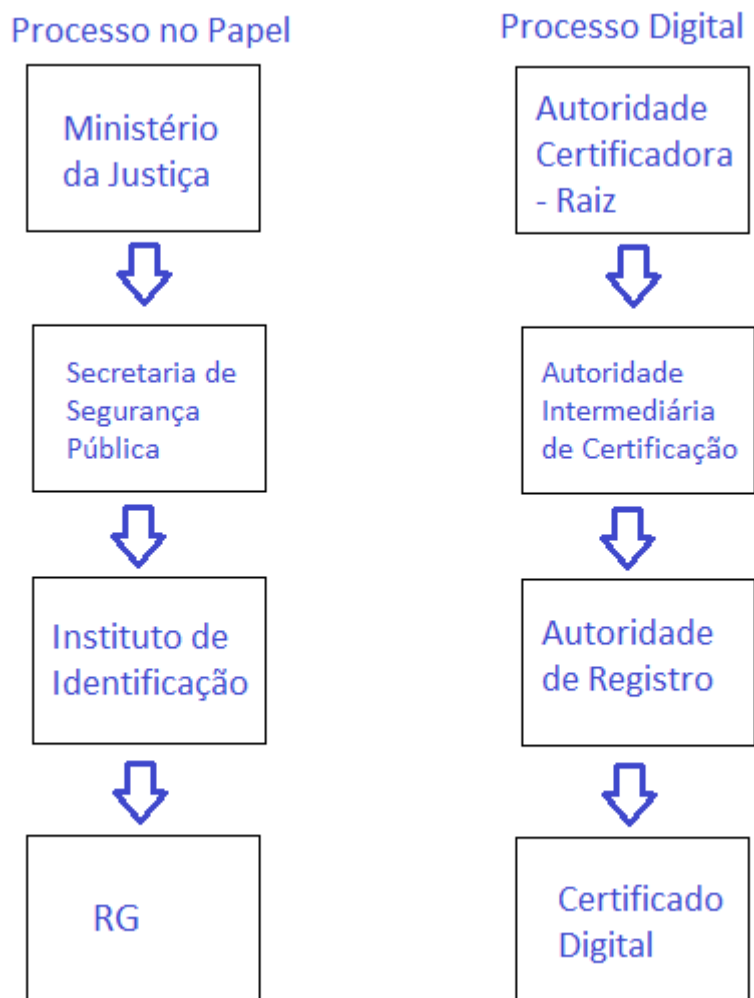 Processo no Papel
Ministério
da Justiça
Secretaria de
Segurança
Pública
Instituto de
Identificação
RG
Processo Digital
Autoridade
Certificadora
- Raiz
Autoridade
Intermediária
de Certificação
Autoridade
de Registro
Certificado
Digital